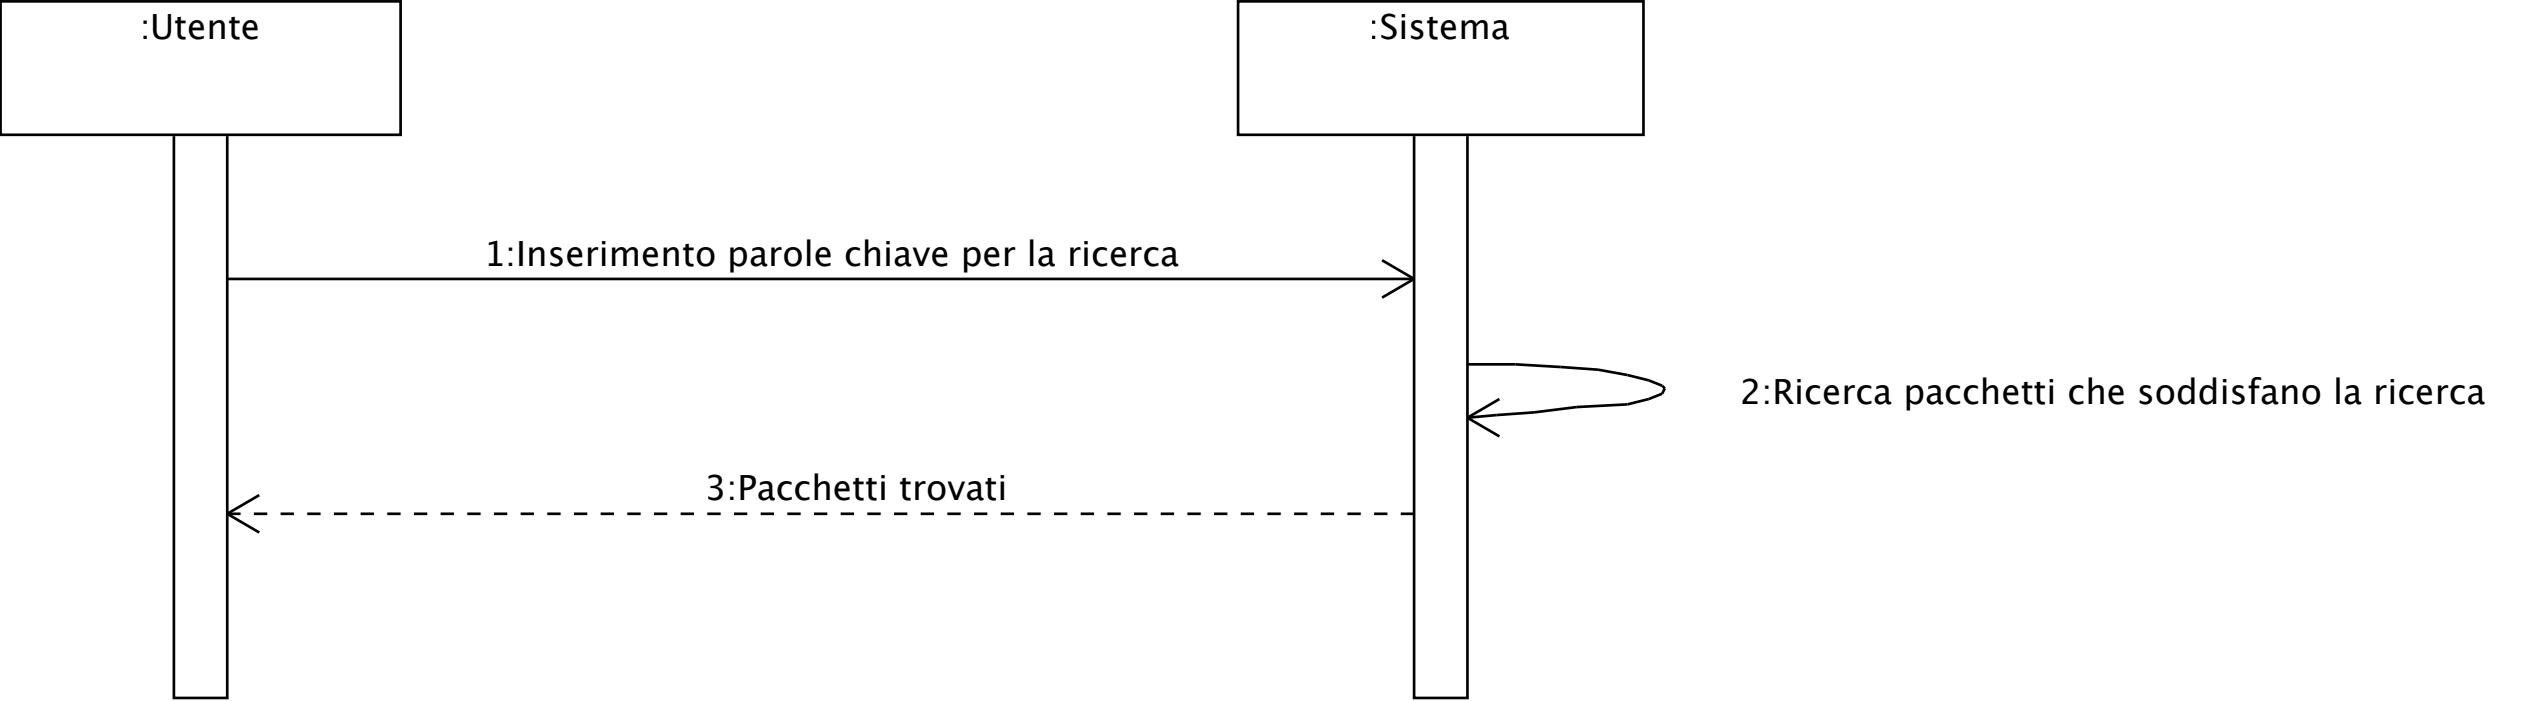 :Utente
:Sistema
1:Inserimento parole chiave per la ricerca
2:Ricerca pacchetti che soddisfano la ricerca
3:Pacchetti trovati